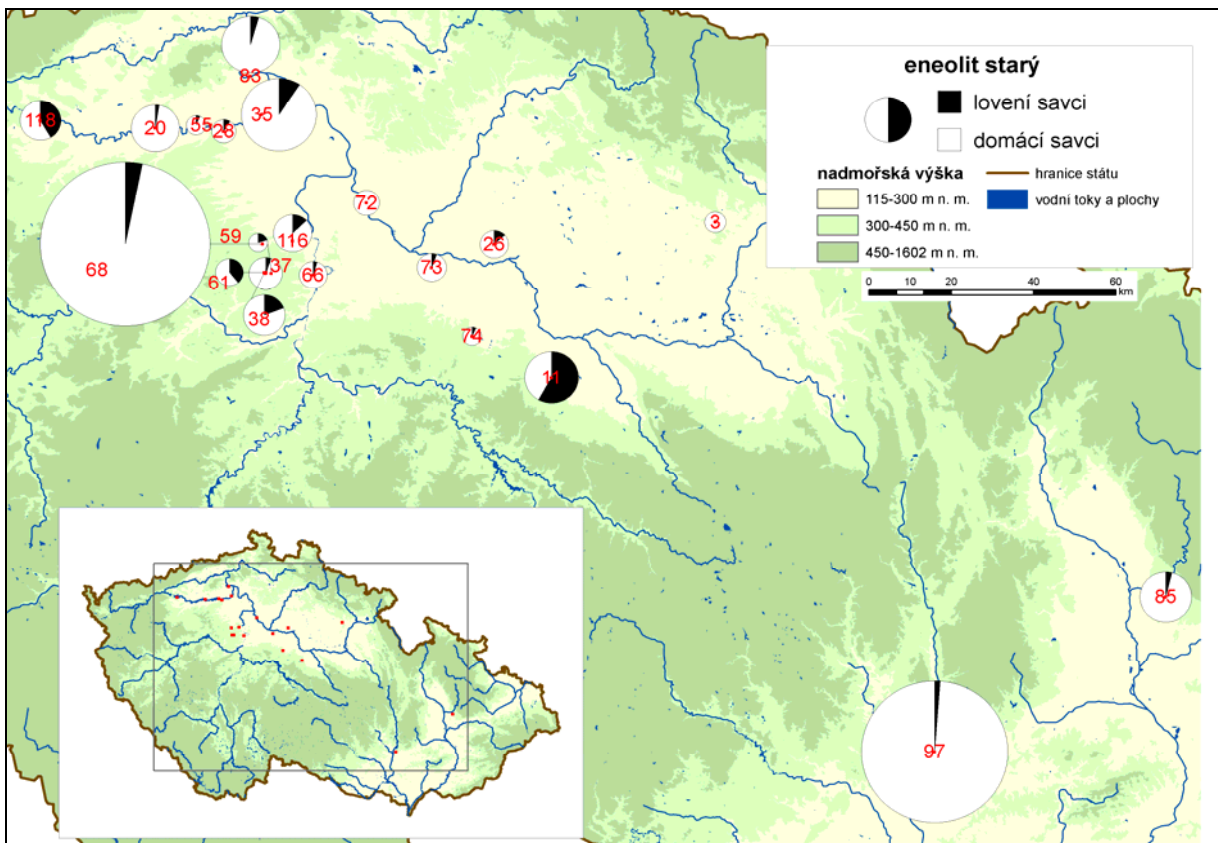 eneolit starý
lovení savci
domácí savci
nadmořská výška
115-300 m n. m.
300-450 m n. m.
450-1602 m n. m.
hranice státu
vodní toky a plochy
0 10 20 40 60
km
83
118
20
55
28
35
72
3
59
116
26
68
61
37
66
73
38
74
11
85
97